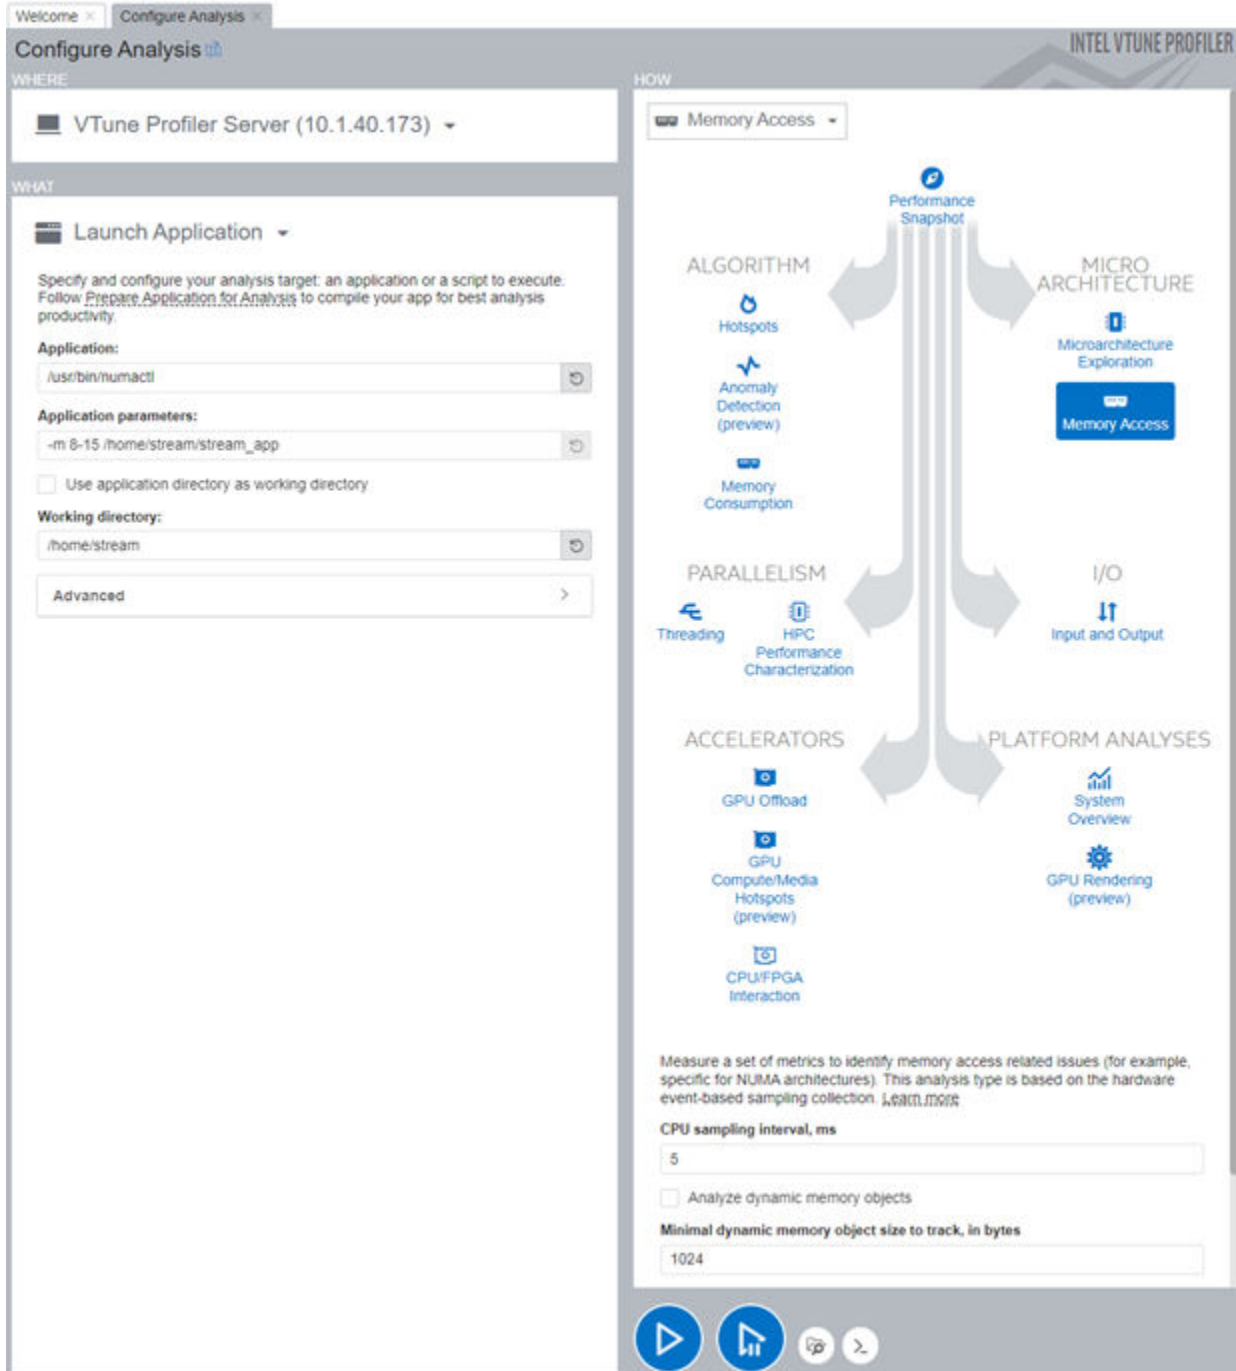 Welcome
Configure Analysis
Configure Analysis
INTEL VTUNE PROFILER
WHERE
VTune Profiler Server (10.1.40.173)
WHAT
Launch Application
Specify and configure your analysis target: an application or a script to execute.
Follow Prepare Application for Analysis to compile your app for best analysis
productivity.
Application:
/usr/bin/numactl
Application parameters:
-m 8-15 /home/stream/stream_app
Use application directory as working directory
Working directory:
/home/stream
Advanced
HOW
Memory Access
Performance
Snapshot
ALGORITHM
Hotspots
Anomaly
Detection
(preview)
Memory
Consumption
MICRO
ARCHITECTURE
Microarchitecture
Exploration
Memory Access
PARALLELISM
Threading
HPC
Performance
Characterization
I/O
Input and Output
ACCELERATORS
GPU Offload
GPU
Compute/Media
Hotspots
(preview)
CPU/FPGA
Interaction
PLATFORM ANALYSES
System
Overview
GPU Rendering
(preview)
Measure a set of metrics to identify memory access related issues (for example,
specific for NUMA architectures). This analysis type is based on the hardware
event-based sampling collection. Learn more
CPU sampling interval, ms
5
Analyze dynamic memory objects
Minimal dynamic memory object size to track, in bytes
1024